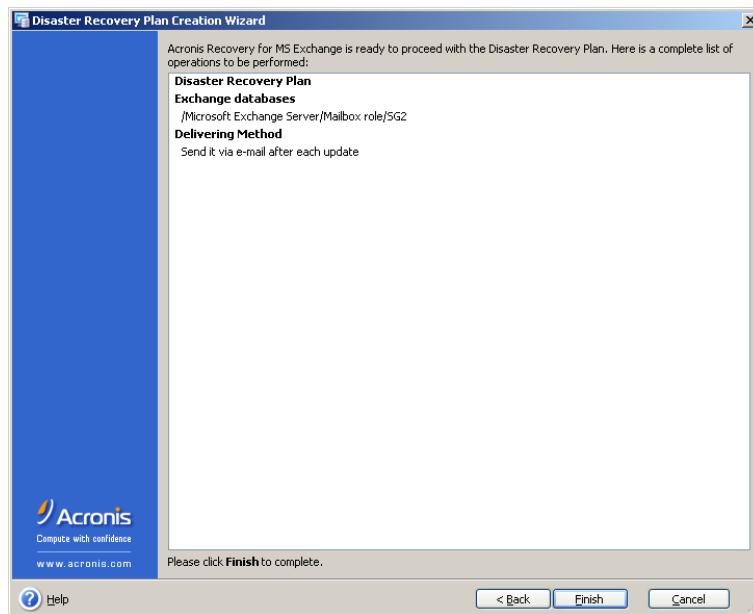 Disaster Recovery Plan Creation Wizard
Acronis Recovery for MS Exchange is ready to proceed with the Disaster Recovery Plan. Here is a complete list of
operations to be performed:
Disaster Recovery Plan
Exchange databases
/Microsoft Exchange Server/Mailbox role/SG2
Delivering Method
Send it via e-mail after each update
Acronis
Compute with confidence
www.acronis.com
Please click Finish to complete.
Help
< Back
Finish
Cancel